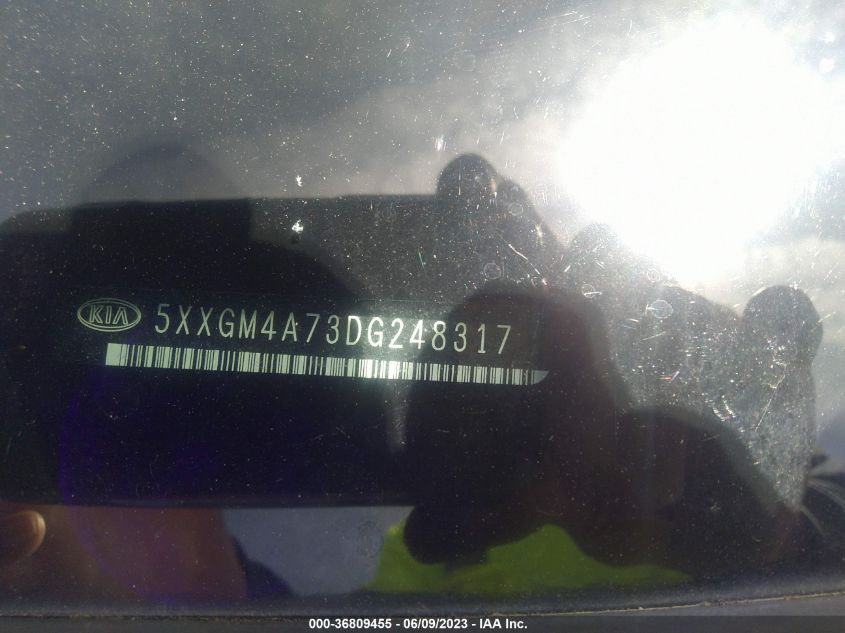 KIA 5XXGM4A73DG248317
000-36809455 - 06/09/2023 - IAA Inc.